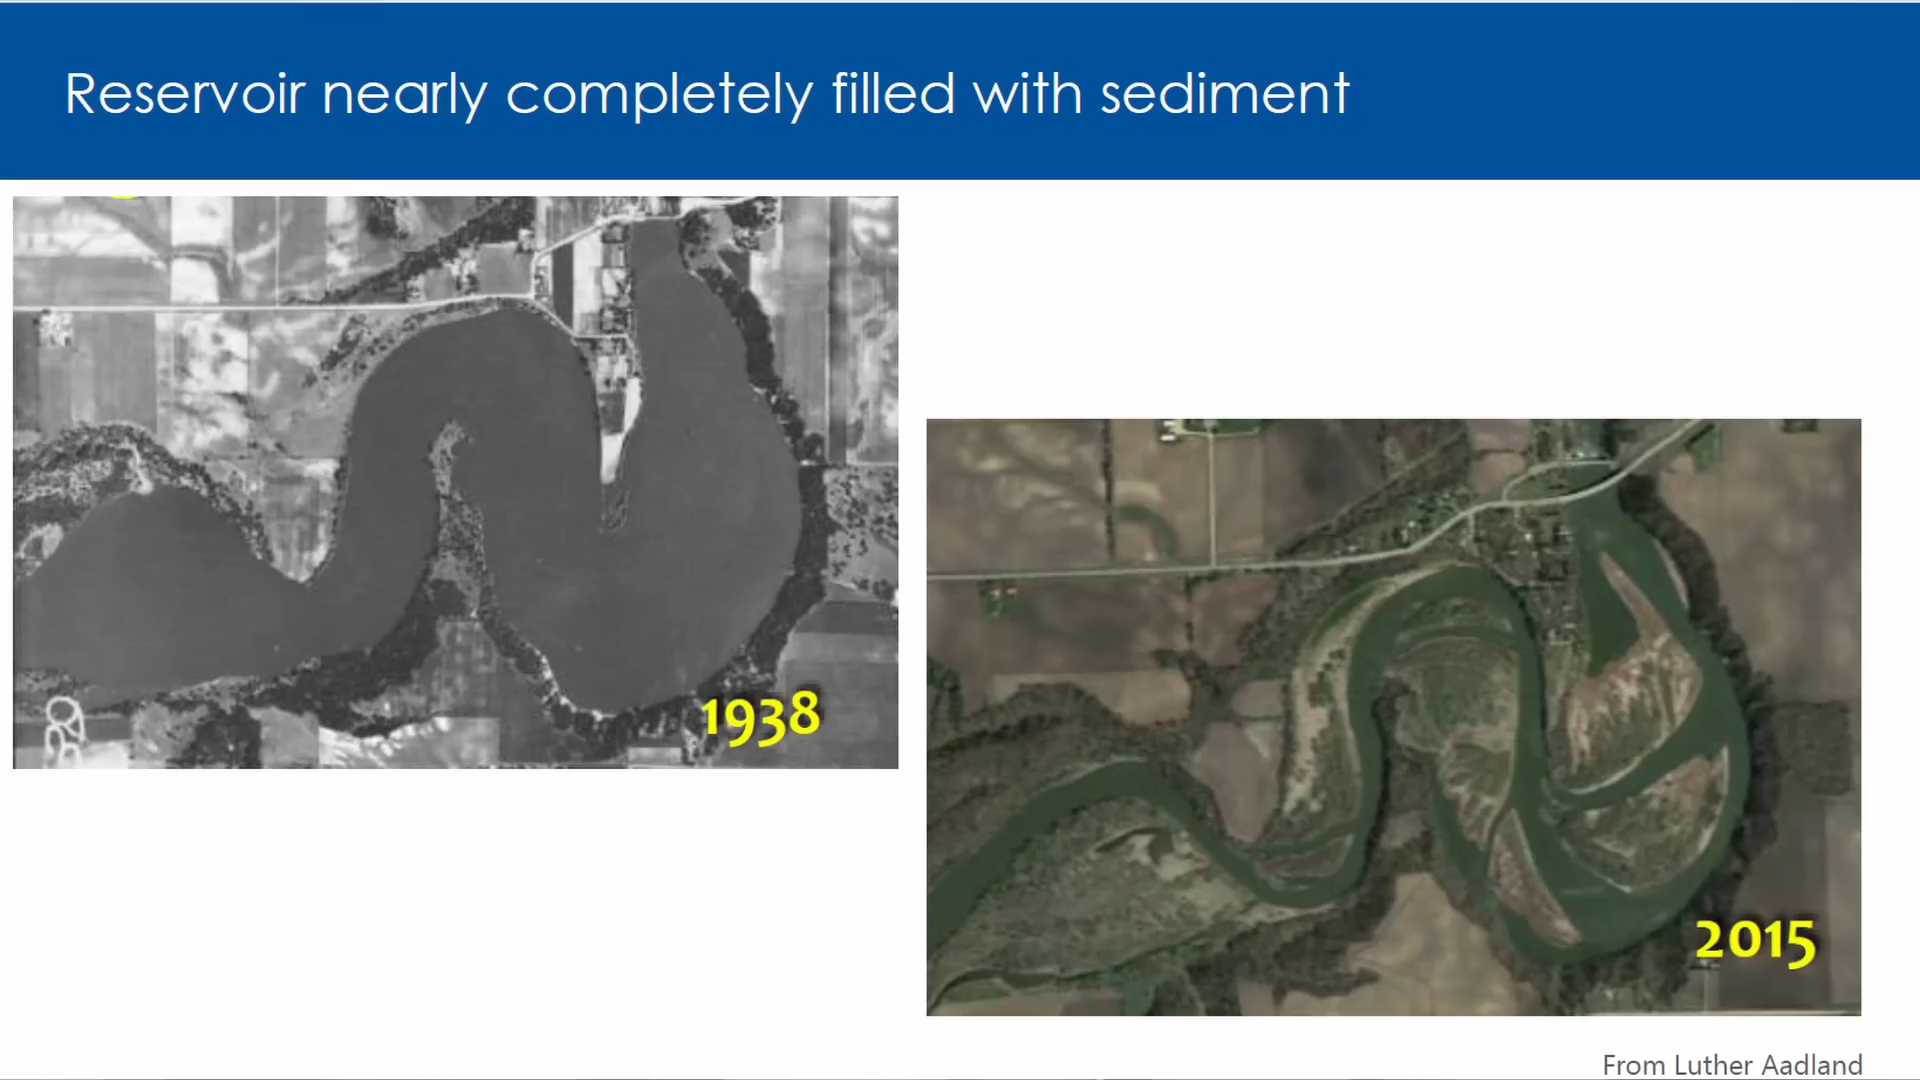 Reservoir nearly completely filled with sediment
1938
2015
From Luther Aadland